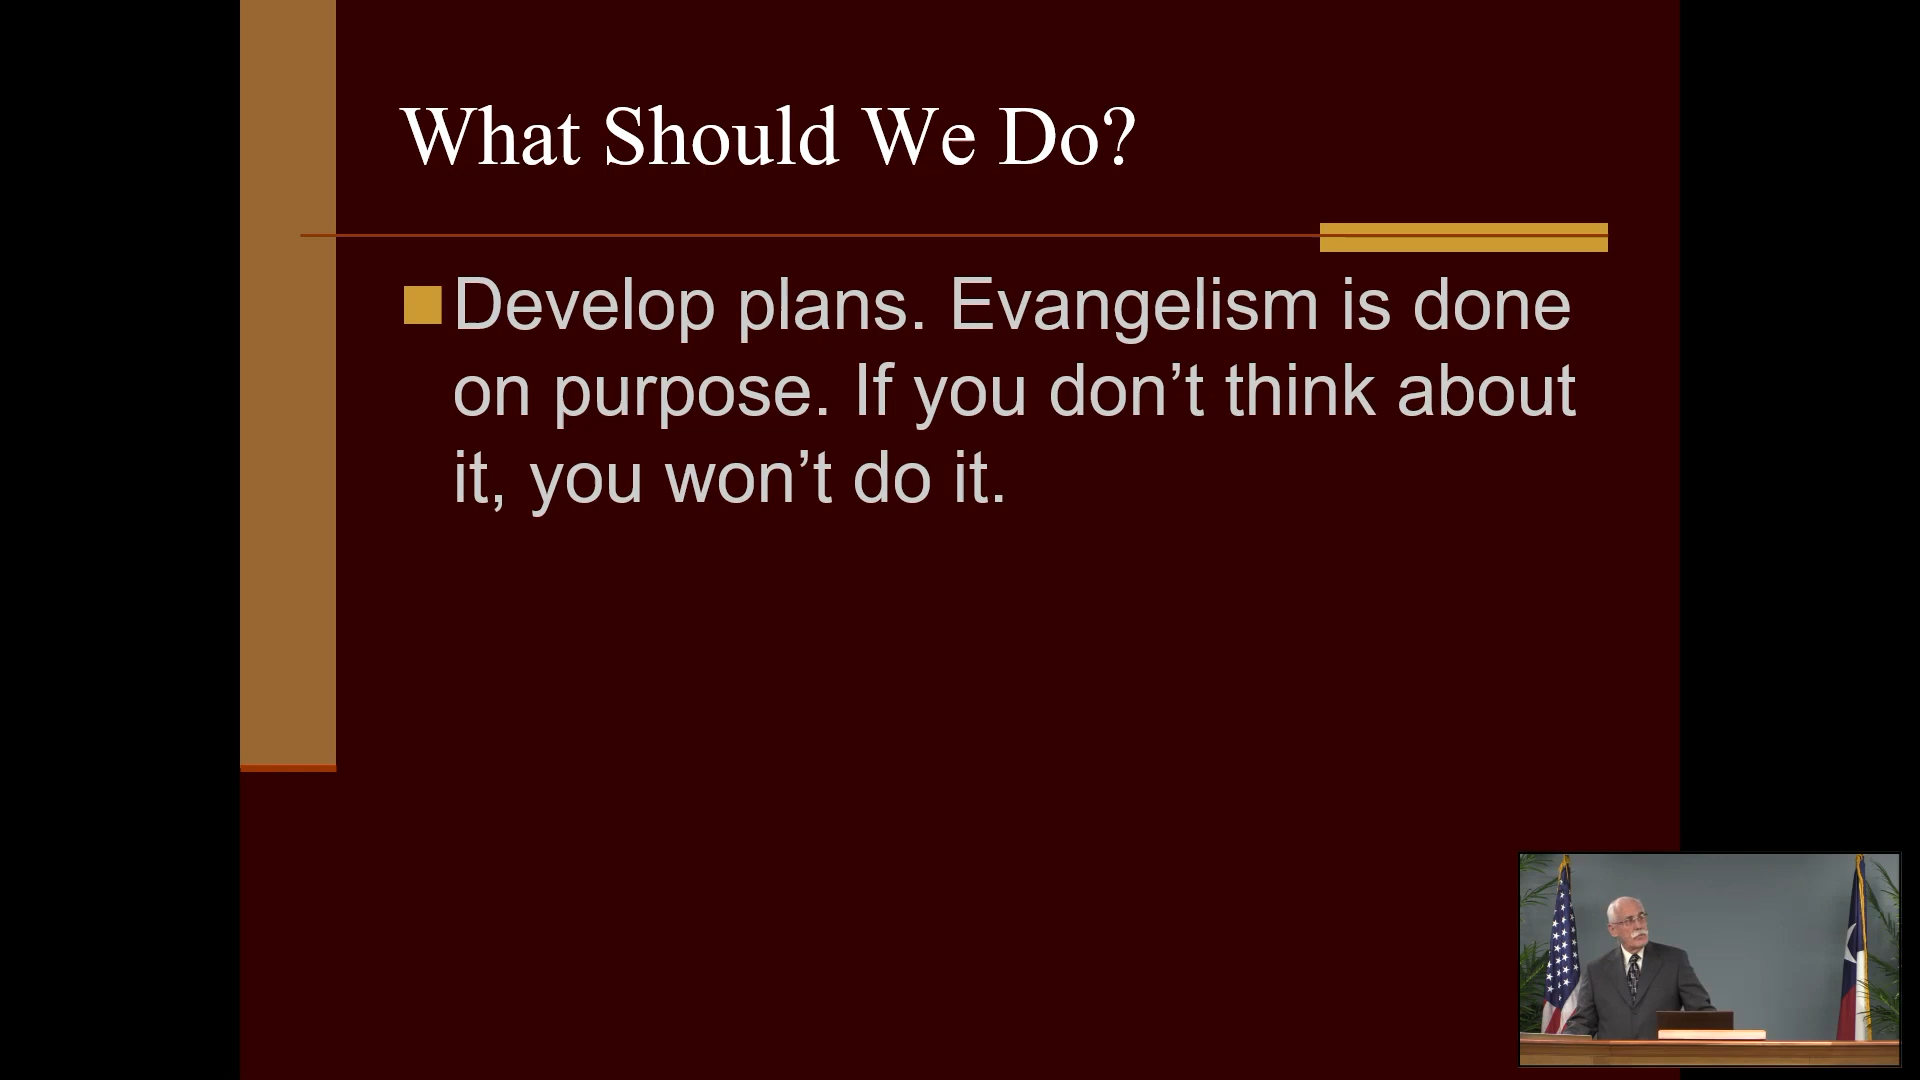 What Should We Do?
Develop plans. Evangelism is done
on purpose. If you don’t think about
it, you won’t do it.